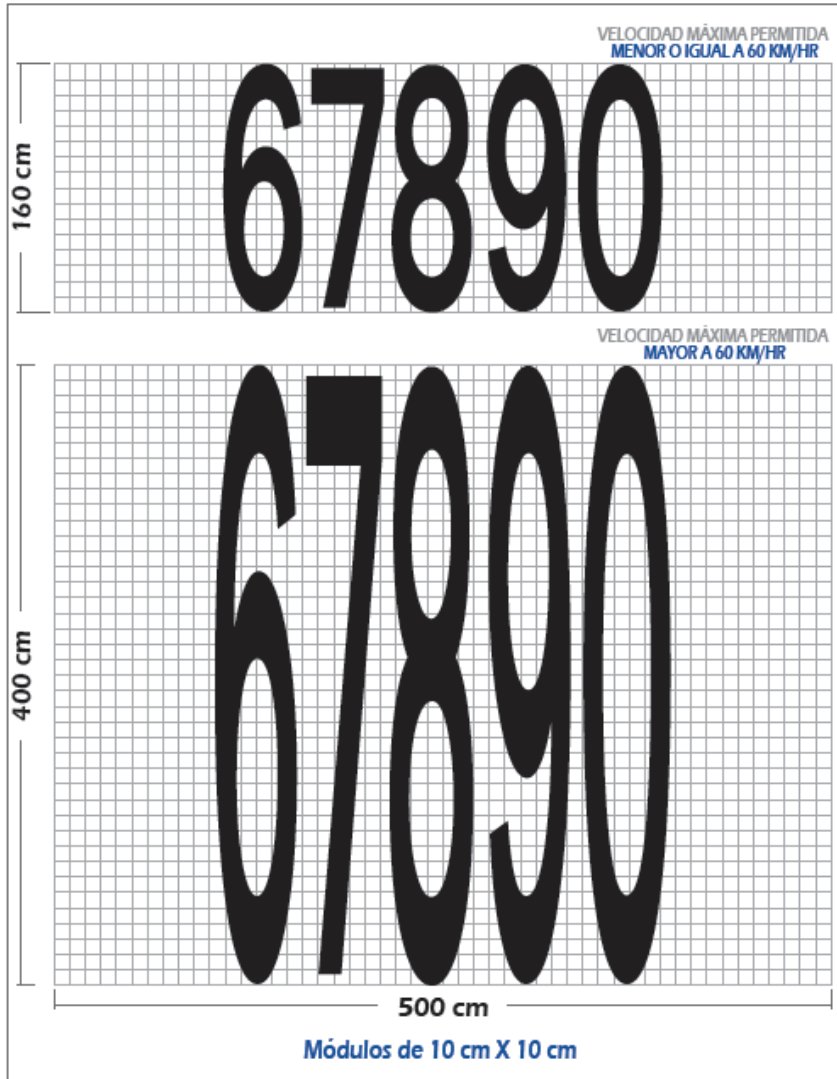 VELOCIDAD MÁXIMA PERMITIDA
MENOR O IGUAL A 60 KM/HR
160 cm
67890
VELOCIDAD MÁXIMA PERMITIDA
MAYOR A 60 KM/HR
400 cm
67890
500 cm
Módulos de 10 cm X 10 cm